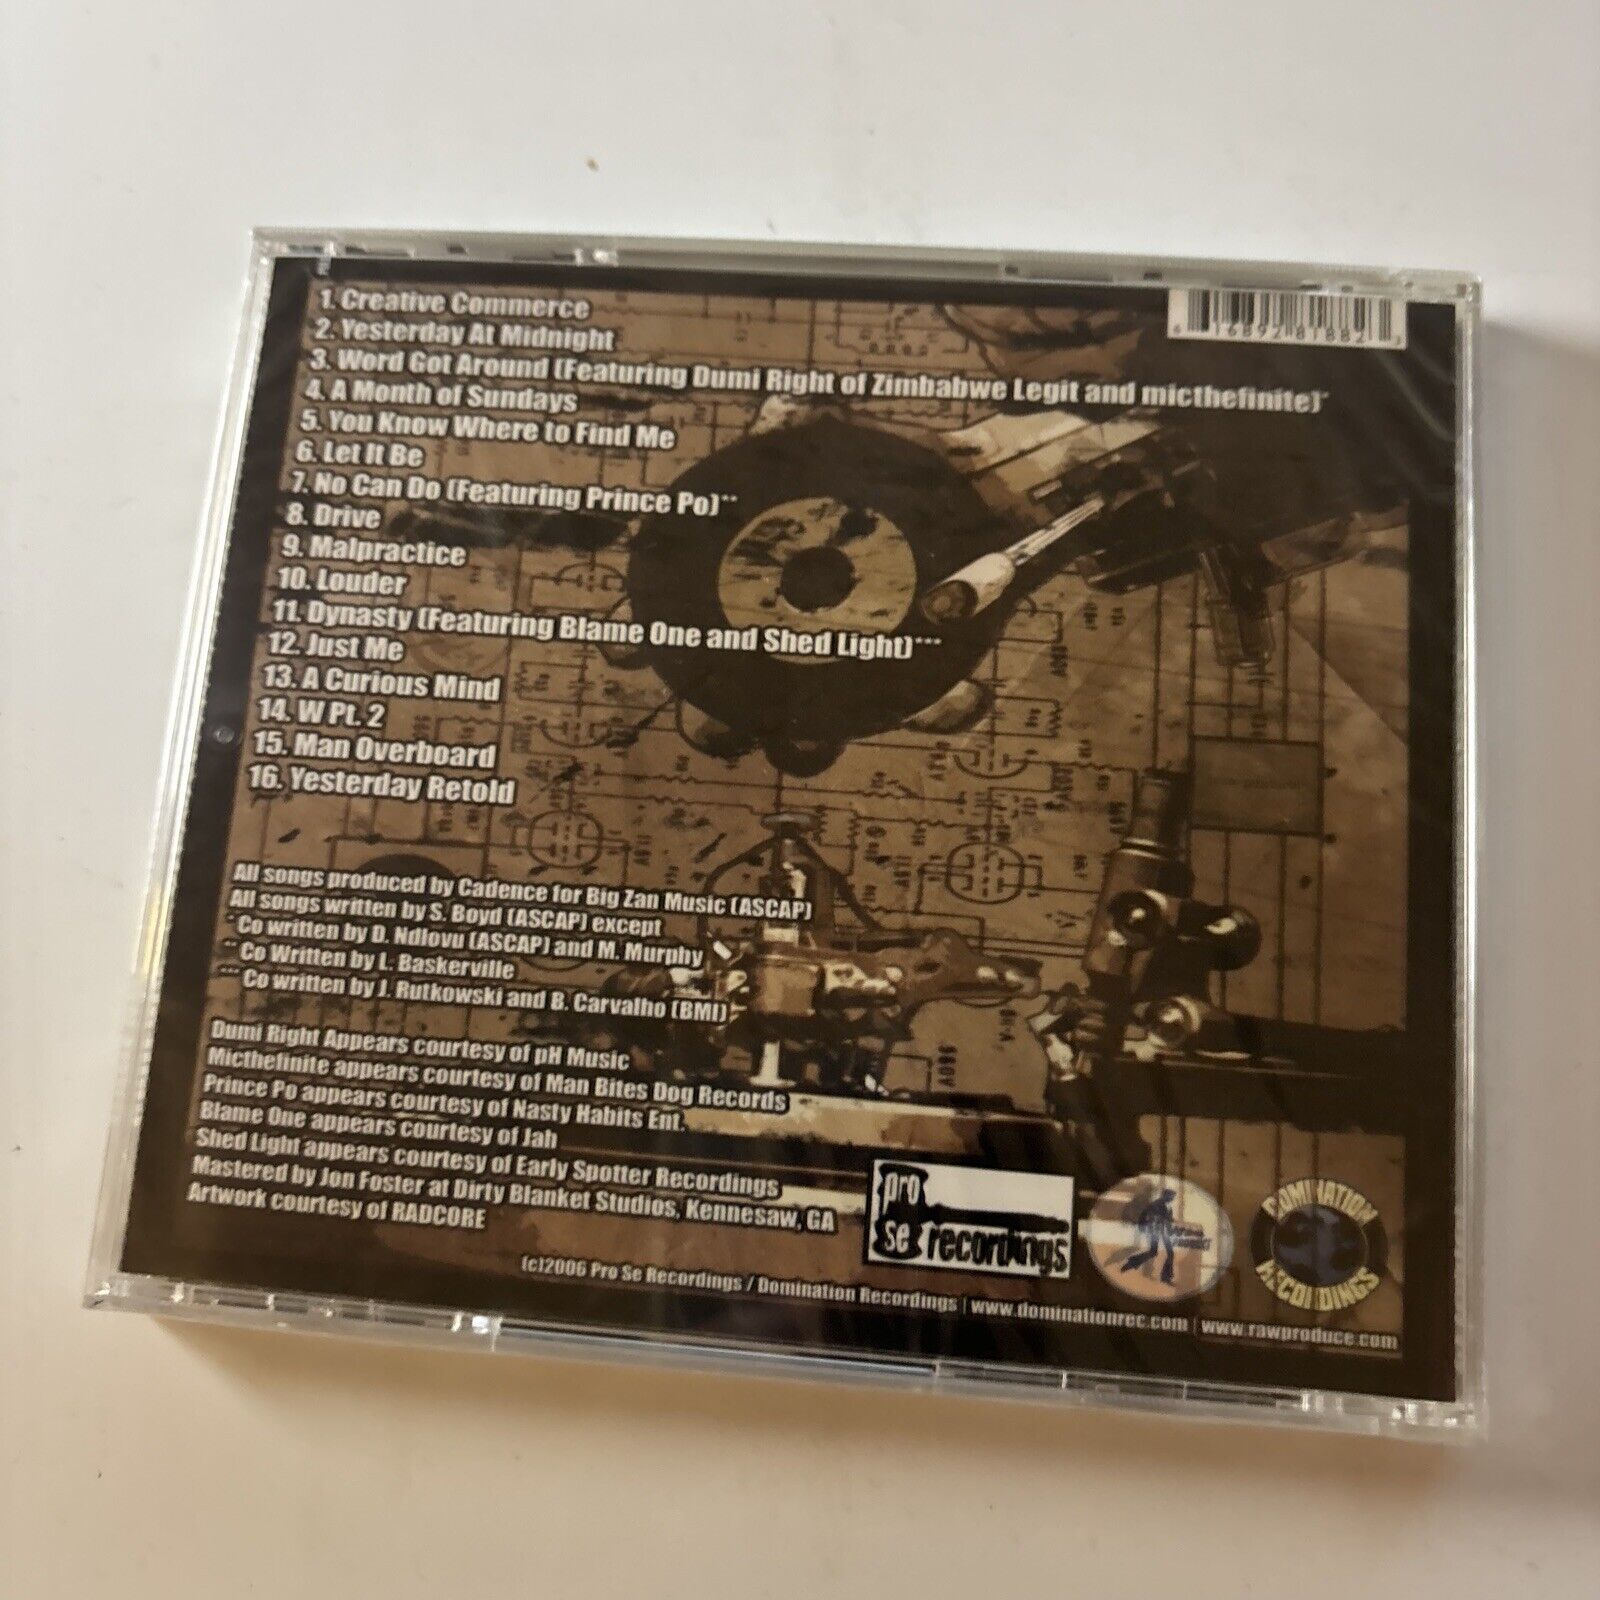 1. Creative Commerce
2. Yesterday At Midnight
3. Word Got Around (Featuring Dumi Right of Zimbabwe Legit and micthefinite)*
4. A Month of Sundays
5. You Know Where to Find Me
6. Let It Be
7. No Can Do (Featuring Prince Po)**
8. Drive
9. Malpractice
10. Louder
11. Dynasty (Featuring Blame One and Shed Light)***
12. Just Me
13. A Curious Mind
14. W Pt. 2
15. Man Overboard
16. Yesterday Retold
All songs produced by Cadence for Big Zan Music (ASCAP)
All songs written by S. Boyd (ASCAP) except
* Co written by D. Ndlovu (ASCAP) and M. Murphy
** Co Written by L. Baskerville
*** Co written by J. Rutkowski and B. Carvalho (BMI)
Dumi Right Appears courtesy of pH Music
Micthefinite appears courtesy of Man Bites Dog Records
Prince Po appears courtesy of Nasty Habits Ent.
Blame One appears courtesy of Jah
Shed Light appears courtesy of Early Spotter Recordings
Mastered by Jon Foster at Dirty Blanket Studios, Kennesaw, GA
Artwork courtesy of RADCORE
pro
se recordings
DOMINATION
RECORDINGS
(c)2006 Pro Se Recordings / Domination Recordings | www.dominationrec.com | www.rawproduce.com